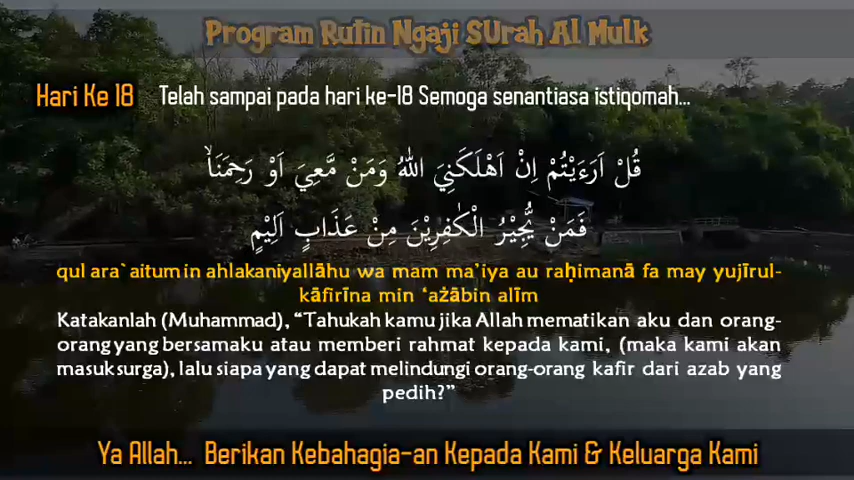 Program Rutin Ngaji SUrah Al Mulk
Hari Ke 18 Telah sampai pada hari ke-18 Semoga senantiasa istiqomah...
قُلْ اَرَءَيْتُمْ اِنْ اَهْلَكَنِيَ اللّٰهُ وَمَنْ مَّعِيَ اَوْ رَحِمَنَاۙ
فَمَنْ يُّجِيْرُ الْكٰفِرِيْنَ مِنْ عَذَابٍ اَلِيْمٍ
qul ara`aitum in ahlakaniyallāhu wa mam ma'iya au raḥimanā fa may yujīrul-
kāfirīna min ‘ażābin alīm
Katakanlah (Muhammad), “Tahukah kamu jika Allah mematikan aku dan orang-
orang yang bersamaku atau memberi rahmat kepada kami, (maka kami akan
masuk surga), lalu siapa yang dapat melindungi orang-orang kafir dari azab yang
pedih?”
Ya Allah... Berikan Kebahagia-an Kepada Kami & Keluarga Kami